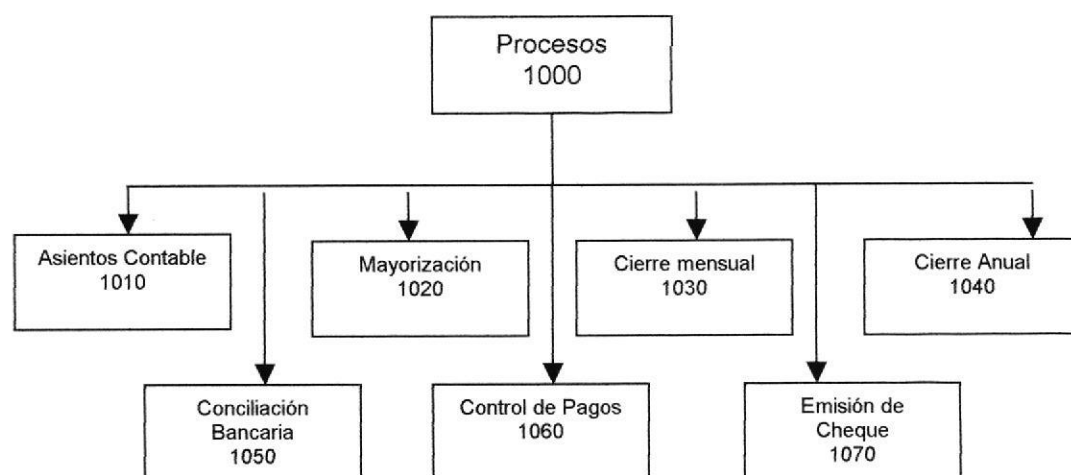 Procesos
1000
Asientos Contable
1010
Mayorización
1020
Cierre mensual
1030
Cierre Anual
1040
Conciliación
Bancaria
1050
Control de Pagos
1060
Emisión de
Cheque
1070